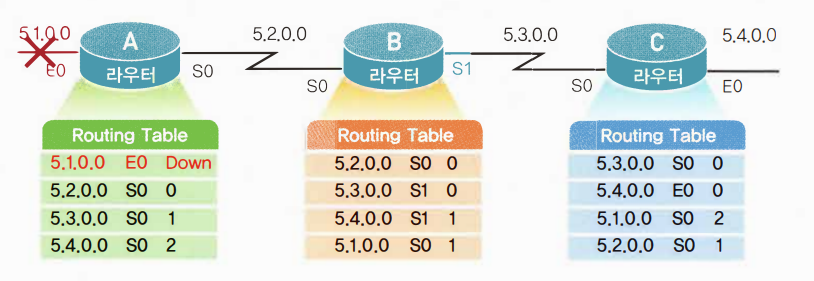 5.1.0.0
E0
A
라우터
S0
5.2.0.0
S0
B
라우터
S1
5.3.0.0
S0
C
라우터
E0
5.4.0.0
Routing Table
5.1.0.0 E0 Down
5.2.0.0 S0 0
5.3.0.0 S0 1
5.4.0.0 S0 2
Routing Table
5.2.0.0 S0 0
5.3.0.0 S1 0
5.4.0.0 S1 1
5.1.0.0 S0 1
Routing Table
5.3.0.0 S0 0
5.4.0.0 E0 0
5.1.0.0 S0 2
5.2.0.0 S0 1